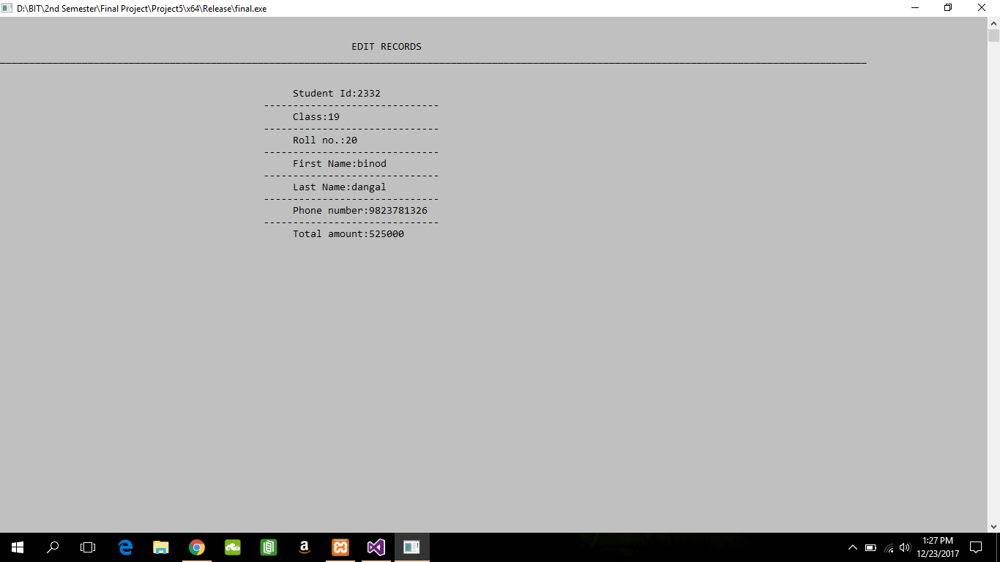 D:\BIT\2nd Semester\Final Project\Project5\x64\Release\final.exe
EDIT RECORDS
Student Id:2332
------------------------------
Class:19
------------------------------
Roll no.:20
------------------------------
First Name:binod
------------------------------
Last Name:dangal
------------------------------
Phone number:9823781326
------------------------------
Total amount:525000
1:27 PM
12/23/2017